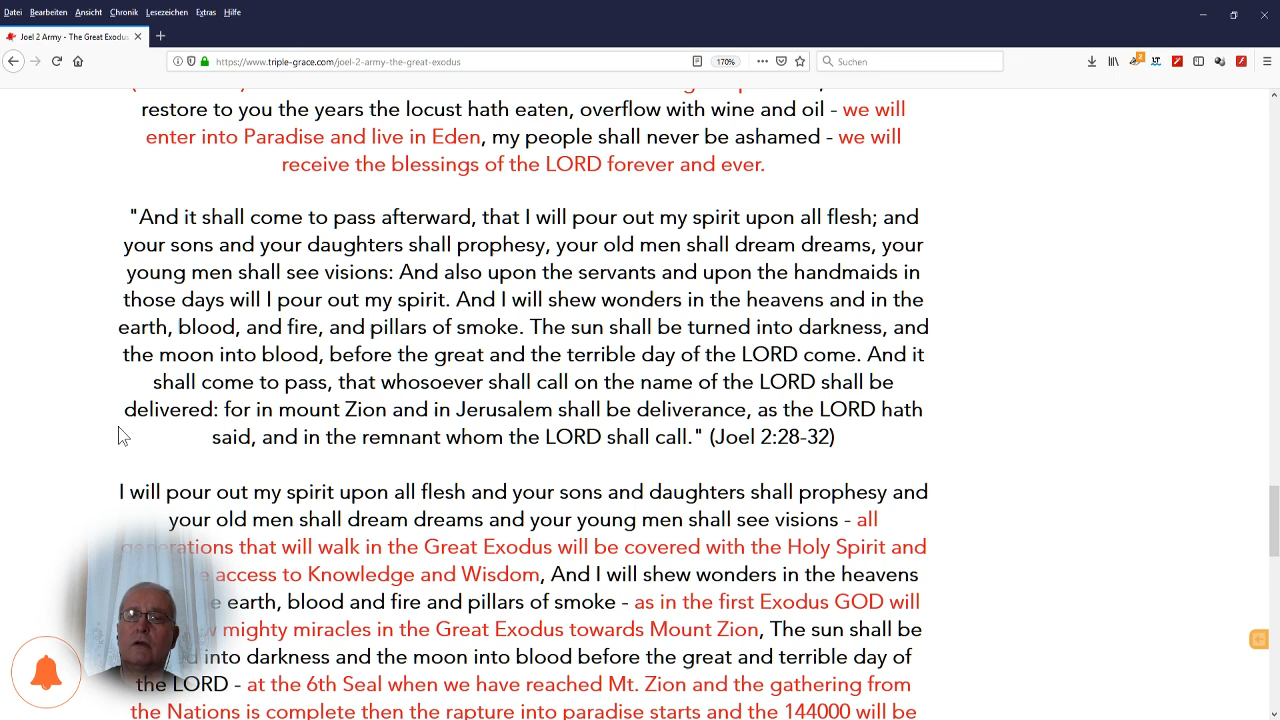 Datei Bearbeiten Ansicht Chronik Lesezeichen Extras Hilfe
Joel 2 Army - The Great Exodus
https://www.triple-grace.com/joel-2-army-the-great-exodus
170%
Suchen
restore to you the years the locust hath eaten, overflow with wine and oil - we will
enter into Paradise and live in Eden, my people shall never be ashamed - we will
receive the blessings of the LORD forever and ever.
"And it shall come to pass afterward, that I will pour out my spirit upon all flesh; and
your sons and your daughters shall prophesy, your old men shall dream dreams, your
young men shall see visions: And also upon the servants and upon the handmaids in
those days will I pour out my spirit. And I will shew wonders in the heavens and in the
earth, blood, and fire, and pillars of smoke. The sun shall be turned into darkness, and
the moon into blood, before the great and the terrible day of the LORD come. And it
shall come to pass, that whosoever shall call on the name of the LORD shall be
delivered: for in mount Zion and in Jerusalem shall be deliverance, as the LORD hath
said, and in the remnant whom the LORD shall call." (Joel 2:28-32)
I will pour out my spirit upon all flesh and your sons and daughters shall prophesy and
your old men shall dream dreams and your young men shall see visions - all
generations that will walk in the Great Exodus will be covered with the Holy Spirit and
access to Knowledge and Wisdom, And I will shew wonders in the heavens
earth, blood and fire and pillars of smoke - as in the first Exodus GOD will
mighty miracles in the Great Exodus towards Mount Zion, The sun shall be
into darkness and the moon into blood before the great and terrible day of
the LORD - at the 6th Seal when we have reached Mt. Zion and the gathering from
the Nations is complete then the rapture into paradise starts and the 144000 will be